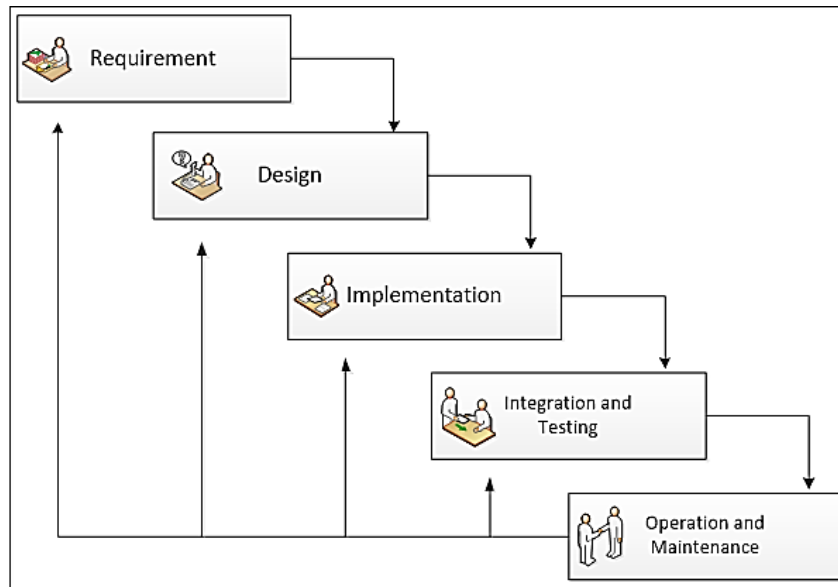 Requirement
Design
Implementation
Integration and
Testing
Operation and
Maintenance